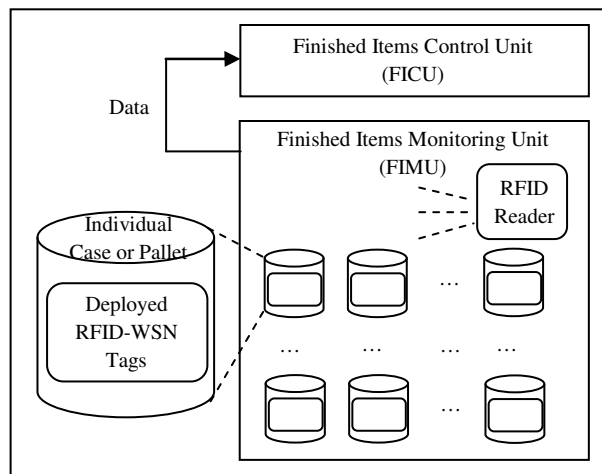 Finished Items Control Unit
(FICU)
Data
Finished Items Monitoring Unit
(FIMU)
RFID
Reader
Individual
Case or Pallet
Deployed
RFID-WSN
Tags
...
... ... ...
...